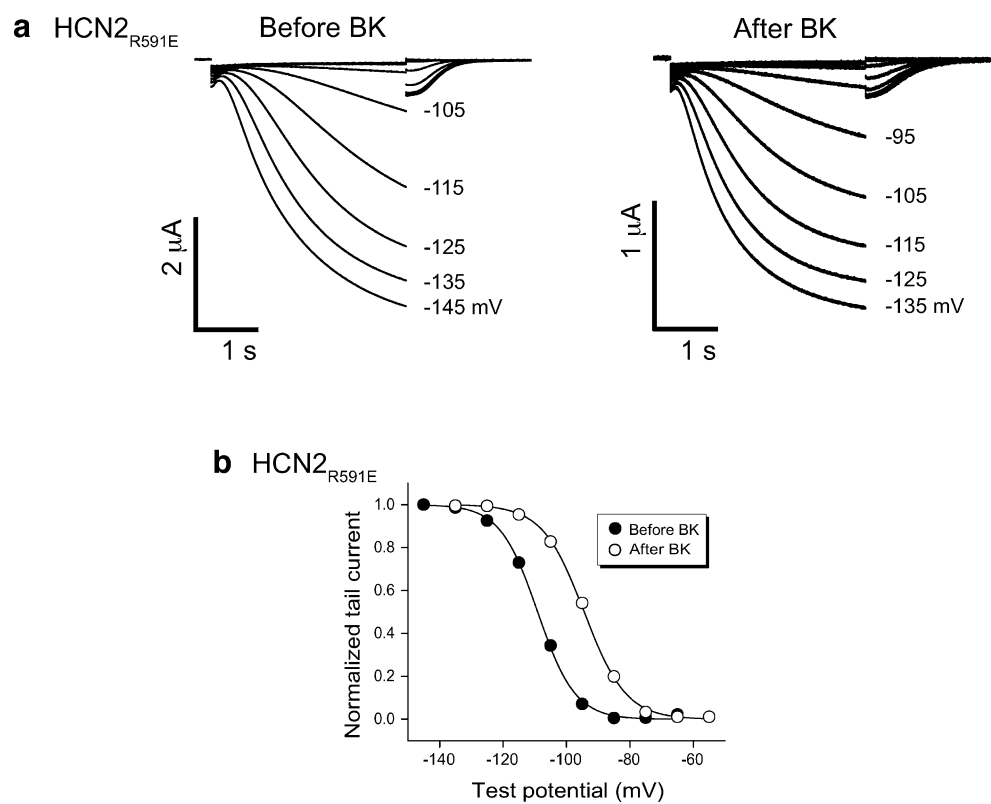 a HCN2R591E Before BK After BK
-105
-115
-125
-135
-145 mV
2 µA
1 s
-95
-105
-115
-125
-135 mV
1 µA
1 s
b HCN2R591E
Normalized tail current
1.0
0.8
0.6
0.4
0.2
0.0
-140 -120 -100 -80 -60
Test potential (mV)
Before BK
After BK